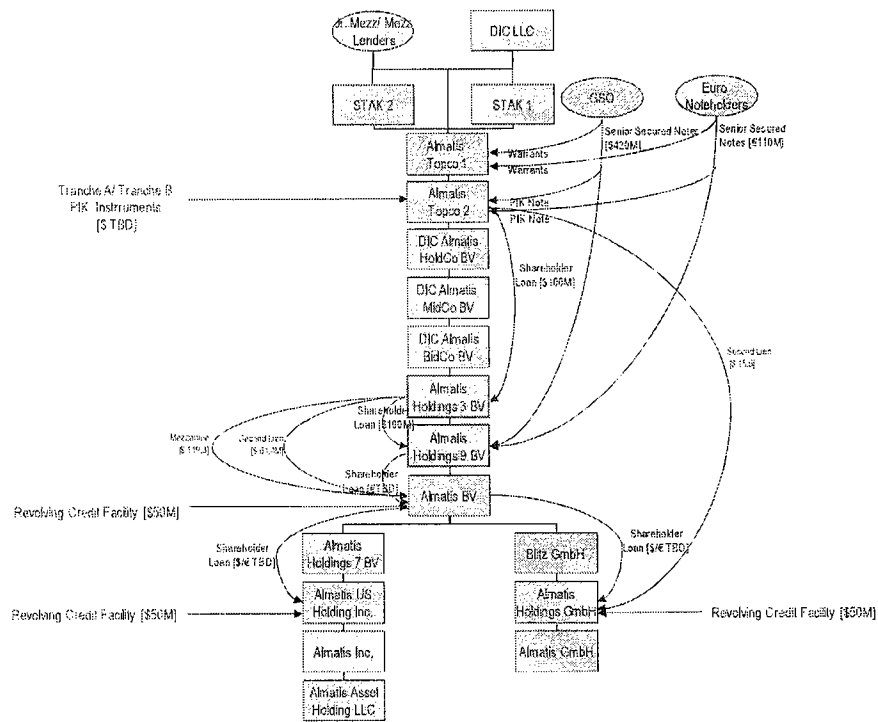 Mezz/ Mezz
Lenders
DIC LLC
STAK 2
STAK 1
GSO
Euro
Noteholders
Senior Secured Notes
[$420M]
Senior Secured
Notes [€110M]
Almatis
Topco 1
Warrants
Warrants
Tranche A/ Tranche B
PIK Instruments
[$ TBD]
Almatis
Topco 2
PIK Note
PIK Note
DIC Almatis
HoldCo BV
Shareholder
Loan [$100M]
DIC Almatis
MidCo BV
DIC Almatis
BidCo BV
Second Lien
Almatis
Holdings 3 BV
Shareholder
Loan [$100M]
Mezzanine
Second Lien
Almatis
Holdings 9 BV
Shareholder
Loan [€TBD]
Almatis BV
Revolving Credit Facility [$50M]
Shareholder
Loan [$/€ TBD]
Almatis
Holdings 7 BV
Blitz GmbH
Shareholder
Loan [$/€ TBD]
Revolving Credit Facility [$50M]
Almatis US
Holding Inc.
Almatis
Holdings GmbH
Revolving Credit Facility [$50M]
Almatis Inc.
Almatis GmbH
Almatis Asset
Holding LLC